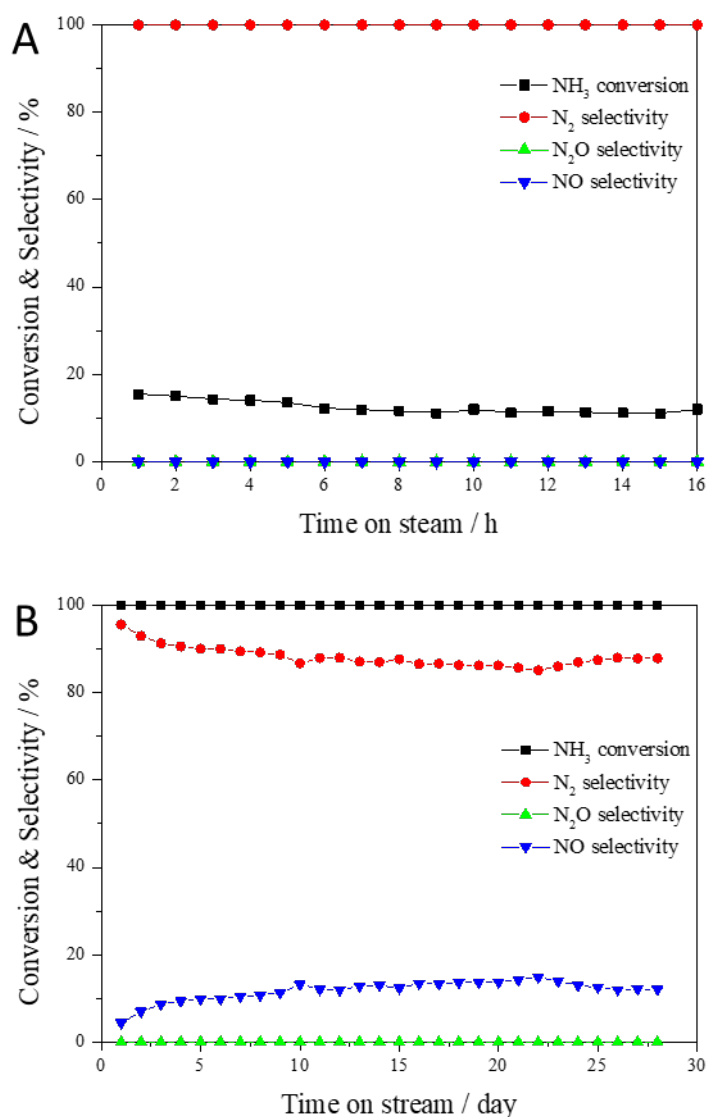 A
100
80
60
40
20
0
Conversion & Selectivity / %
NH₃ conversion
N₂ selectivity
N₂O selectivity
NO selectivity
0 2 4 6 8 10 12 14 16
Time on steam / h
B
100
80
60
40
20
0
Conversion & Selectivity / %
NH₃ conversion
N₂ selectivity
N₂O selectivity
NO selectivity
0 5 10 15 20 25 30
Time on stream / day